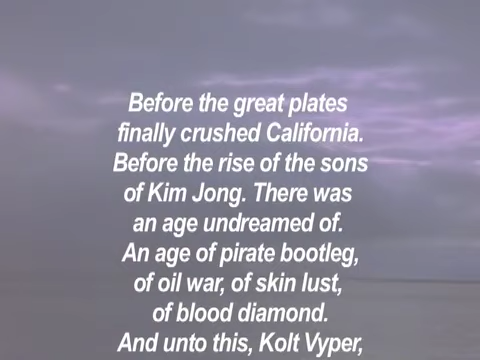 Before the great plates
finally crushed California.
Before the rise of the sons
of Kim Jong. There was
an age undreamed of.
An age of pirate bootleg,
of oil war, of skin lust,
of blood diamond.
And unto this, Kolt Vyper,